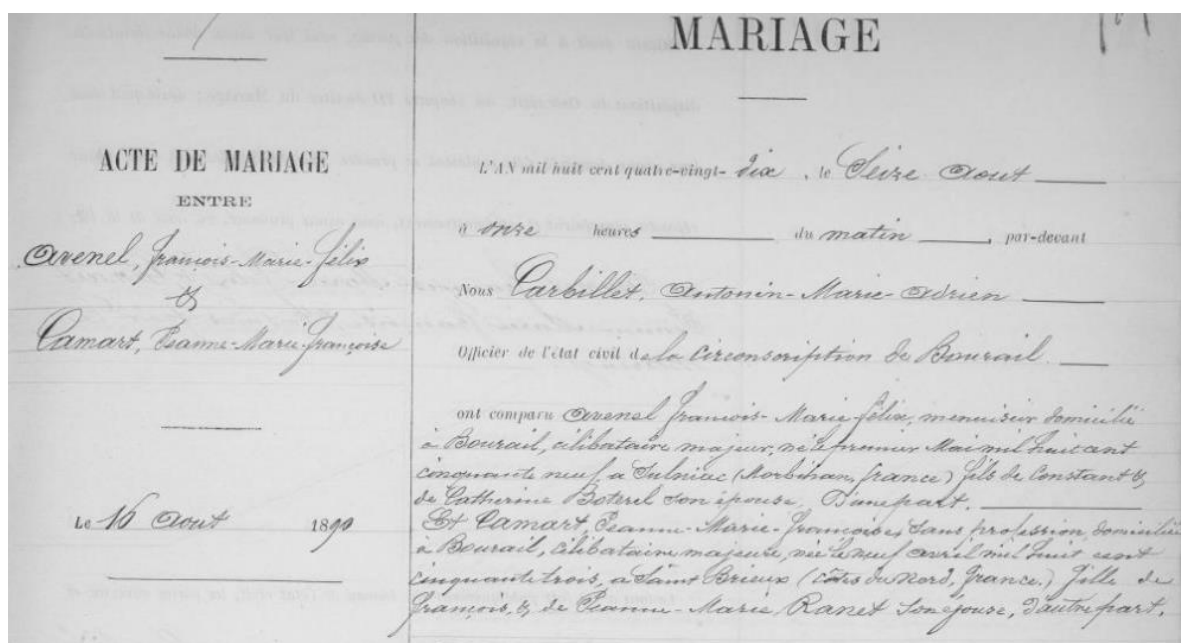 MARIAGE
ACTE DE MARIAGE
ENTRE
Avenel, François-Marie-Félix
&
Camart, Jeanne-Marie-Françoise
Le 16 Aout 1890
L'AN mil huit cent quatre-vingt-dix, le Seize Aout
à onze heures du matin, par-devant
Nous Carbillet, Antonin-Marie-Adrien
Officier de l'état civil de la Circonscription de Bourail.
ont comparu Avenel François-Marie-Félix, menuisier domicilié
à Bourail, célibataire majeur, né le premier Mai mil huit cent
cinquante neuf, à Sulniac (Morbihan, France) fils de Constant &
de Catherine Boterel son épouse, D'une part.
Et Camart, Jeanne-Marie-Françoise, Sans profession, domiciliée
à Bourail, célibataire majeure, née le neuf avril mil huit cent
cinquante trois, à Saint Brieux (Côtes du Nord, France.) fille de
François, & de Jeanne-Marie Ranet son épouse, d'autre part.